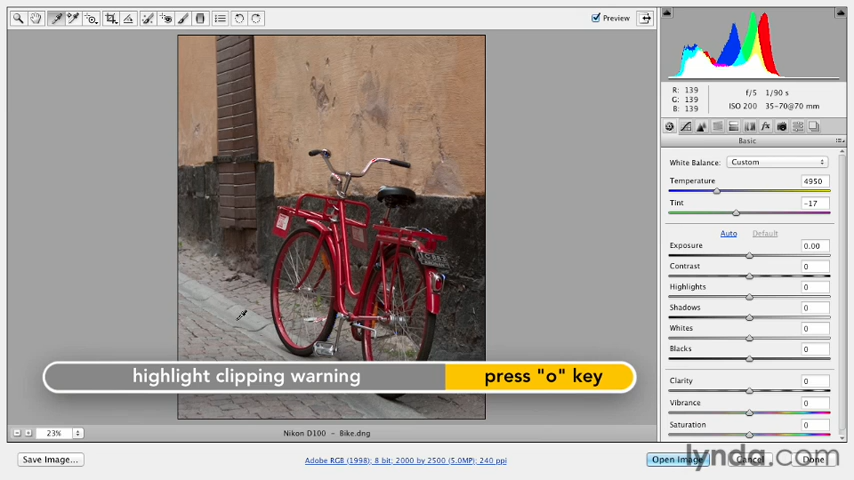 Preview
R: 139
G: 139
B: 139
f/5 1/90 s
ISO 200 35-70@70 mm
Basic
White Balance: Custom
Temperature 4950
Tint -17
Auto Default
Exposure 0.00
Contrast 0
Highlights 0
Shadows 0
Whites 0
Blacks 0
Clarity 0
Vibrance 0
Saturation 0
highlight clipping warning press "o" key
23% Nikon D100 - Bike.dng
Save Image... Adobe RGB (1998); 8 bit; 2000 by 2500 (5.0MP); 240 ppi Open Image Cancel Done
lynda.com